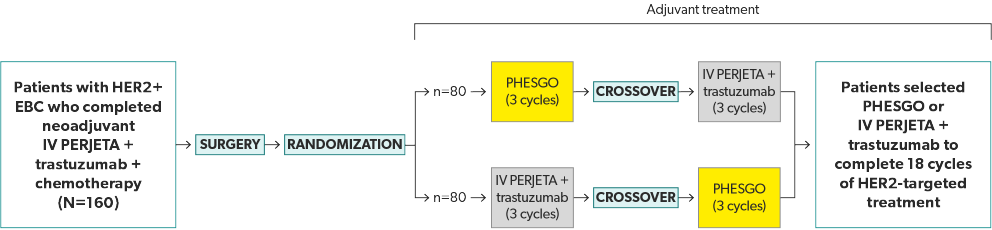 Adjuvant treatment
Patients with HER2+
EBC who completed
neoadjuvant
IV PERJETA +
trastuzumab +
chemotherapy
(N=160)
SURGERY
RANDOMIZATION
n=80
PHESGO
(3 cycles)
CROSSOVER
IV PERJETA +
trastuzumab
(3 cycles)
n=80
IV PERJETA +
trastuzumab
(3 cycles)
CROSSOVER
PHESGO
(3 cycles)
Patients selected
PHESGO or
IV PERJETA +
trastuzumab to
complete 18 cycles
of HER2-targeted
treatment